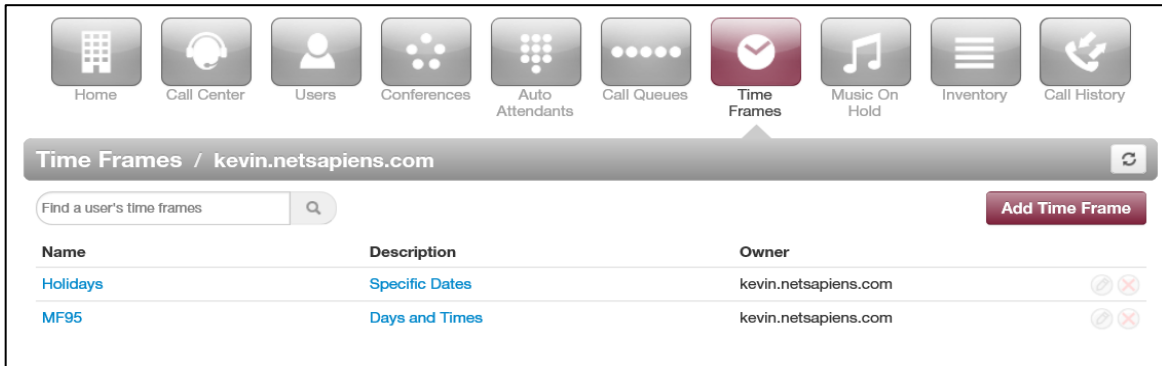 Home Call Center Users Conferences Auto Attendants Call Queues Time Frames Music On Hold Inventory Call History
Time Frames / kevin.netsapiens.com
Find a user's time frames
Add Time Frame
Name Description Owner
Holidays Specific Dates kevin.netsapiens.com
MF95 Days and Times kevin.netsapiens.com